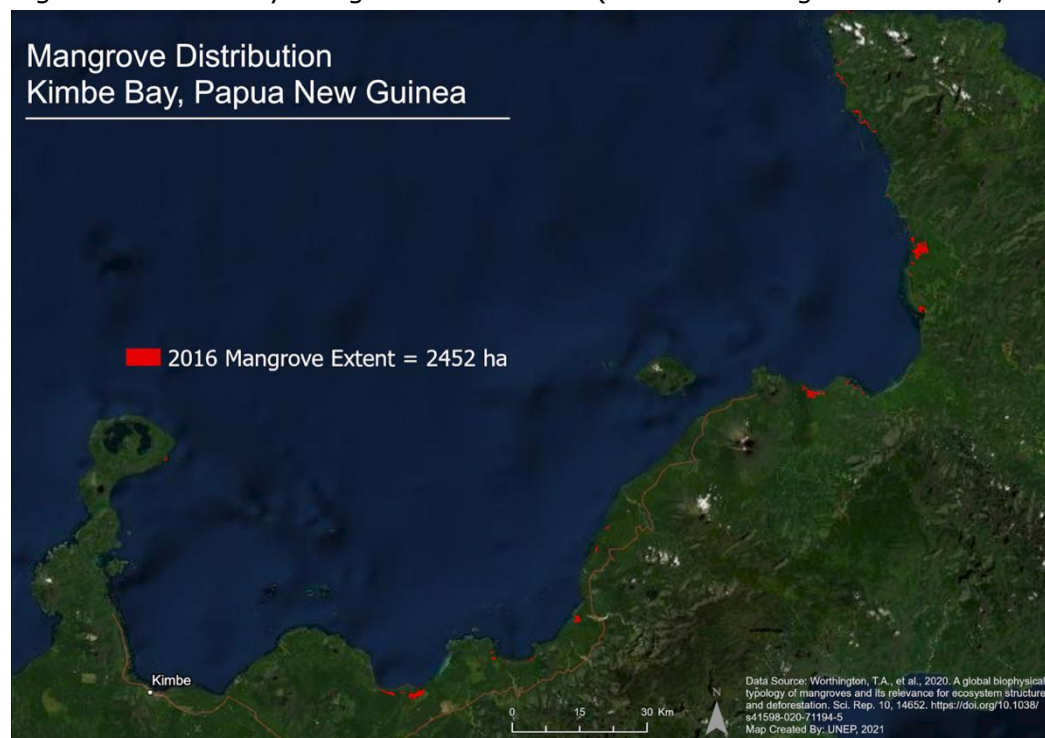 Mangrove Distribution
Kimbe Bay, Papua New Guinea
2016 Mangrove Extent = 2452 ha
Kimbe
N
0 15 30 Km
Data Source: Worthington, T.A., et al., 2020. A global biophysical
typology of mangroves and its relevance for ecosystem structure
and deforestation. Sci. Rep. 10, 14652. https://doi.org/10.1038/
s41598-020-71194-5
Map Created By: UNEP, 2021